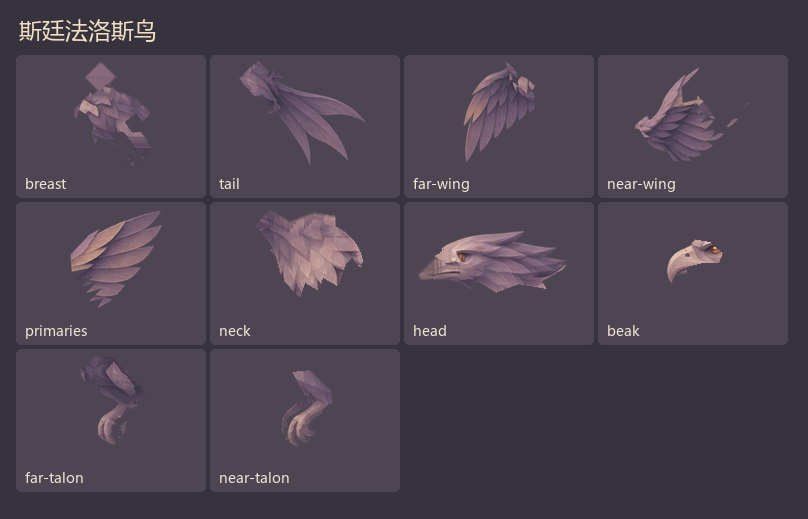 斯廷法洛斯鸟
breast
tail
far-wing
near-wing
primaries
neck
head
beak
far-talon
near-talon